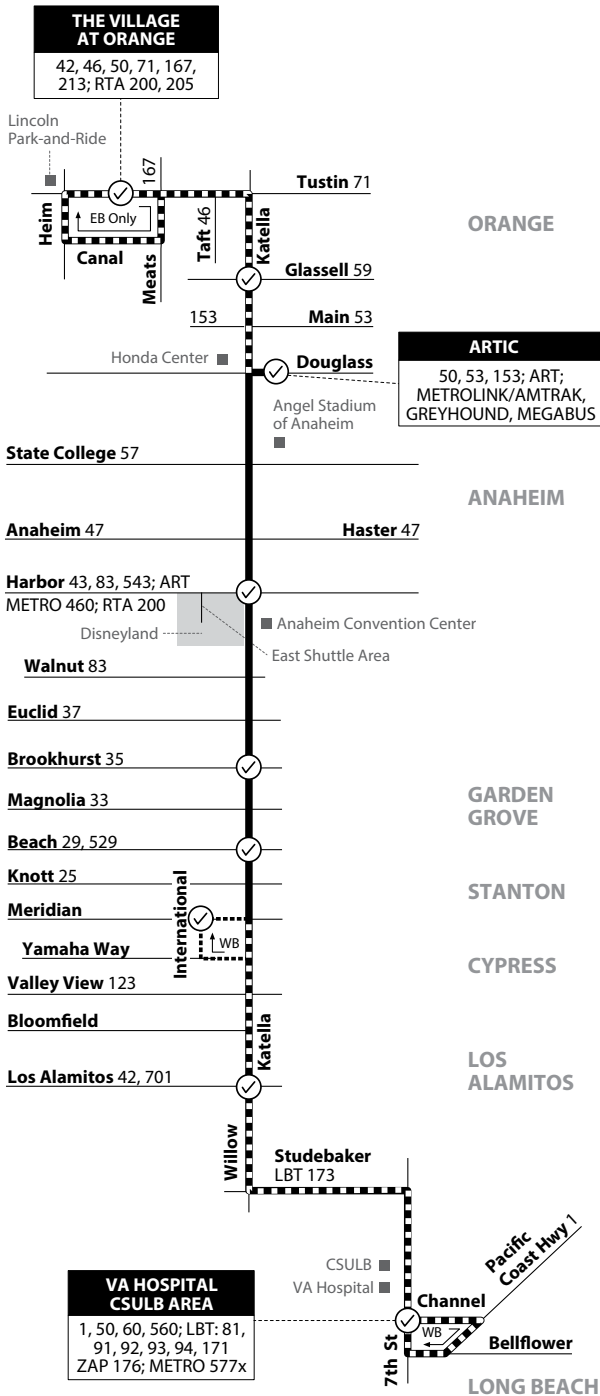 THE VILLAGE
AT ORANGE
42, 46, 50, 71, 167,
213; RTA 200, 205
Lincoln
Park-and-Ride
167
Tustin 71
Heim
EB Only
Taft 46
Katella
ORANGE
Canal
Meats
Glassell 59
153
Main 53
Honda Center
Douglass
ARTIC
50, 53, 153; ART;
METROLINK/AMTRAK,
GREYHOUND, MEGABUS
Angel Stadium
of Anaheim
State College 57
ANAHEIM
Anaheim 47
Haster 47
Harbor 43, 83, 543; ART
METRO 460; RTA 200
Anaheim Convention Center
Disneyland
East Shuttle Area
Walnut 83
Euclid 37
Brookhurst 35
Magnolia 33
GARDEN
GROVE
Beach 29, 529
Knott 25
STANTON
Meridian
International
WB
Yamaha Way
CYPRESS
Valley View 123
Bloomfield
Katella
LOS
ALAMITOS
Los Alamitos 42, 701
Willow
Studebaker
LBT 173
Pacific
Coast Hwy 1
CSULB
VA Hospital
VA HOSPITAL
CSULB AREA
1, 50, 60, 560; LBT: 81,
91, 92, 93, 94, 171
ZAP 176; METRO 577x
Channel
WB
Bellflower
7th St
LONG BEACH